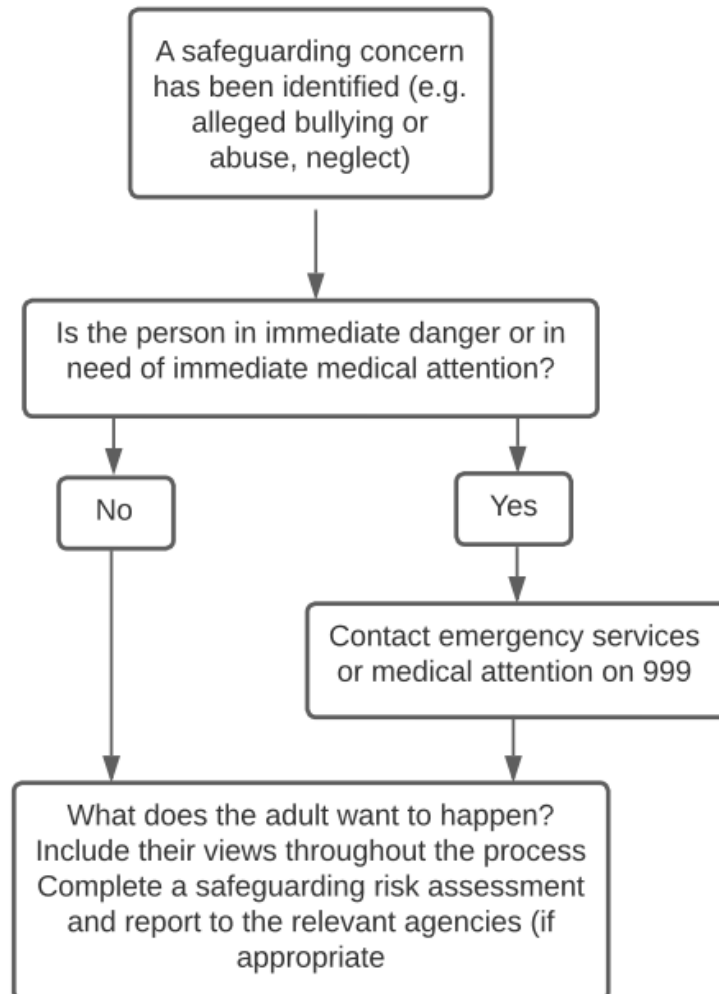 A safeguarding concern
has been identified (e.g.
alleged bullying or
abuse, neglect)
Is the person in immediate danger or in
need of immediate medical attention?
No
Yes
Contact emergency services
or medical attention on 999
What does the adult want to happen?
Include their views throughout the process
Complete a safeguarding risk assessment
and report to the relevant agencies (if
appropriate